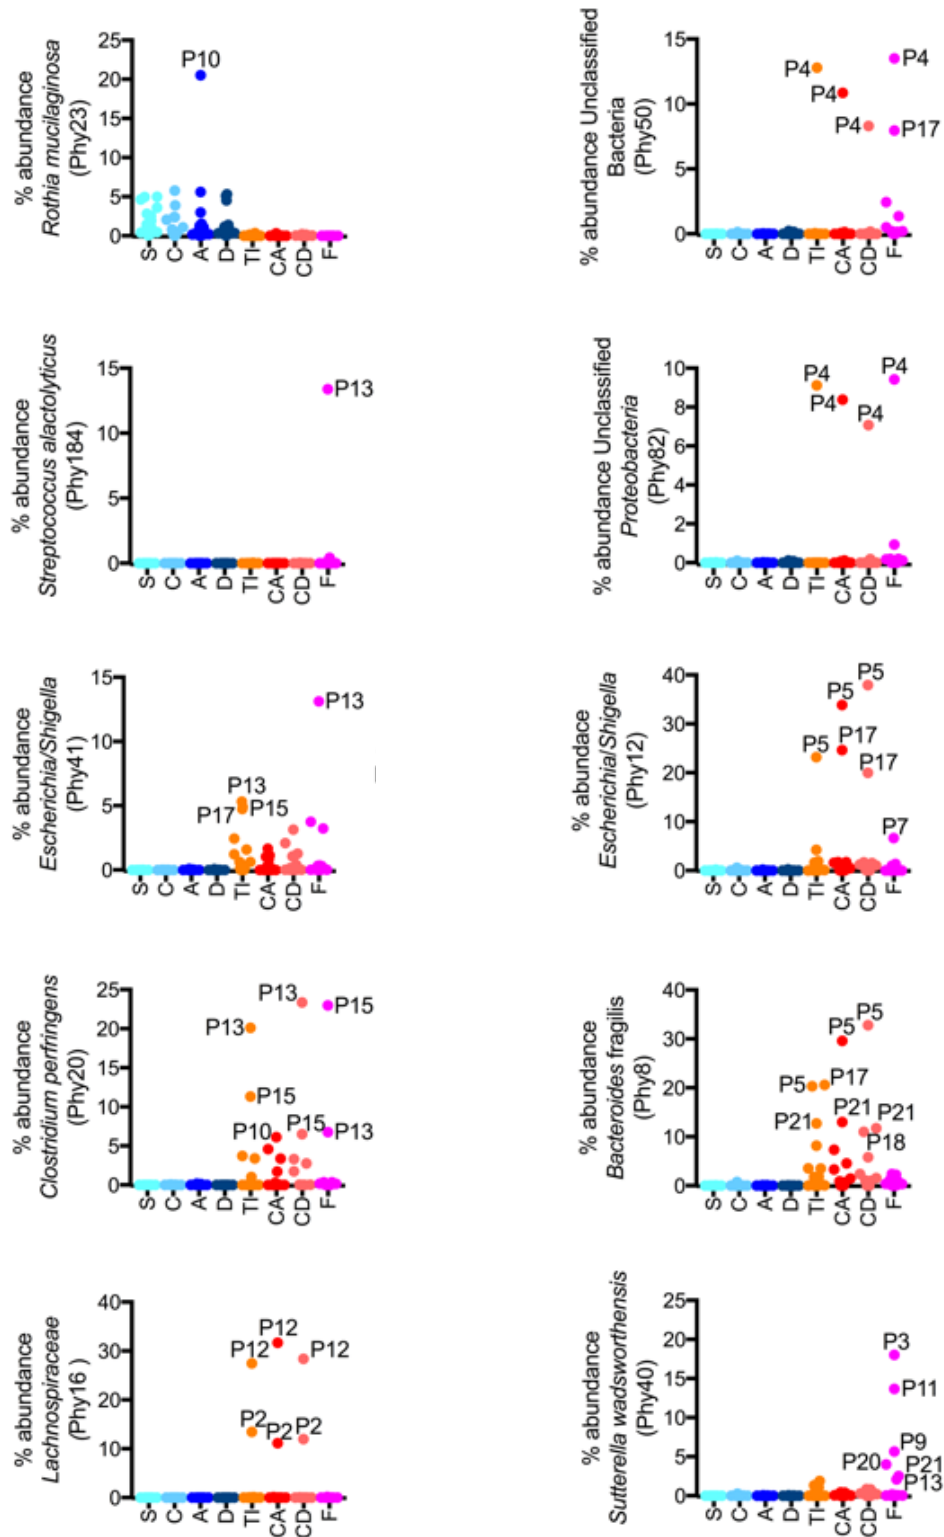 % abundance
Rothia mucilaginosa
(Phy23)
25
20
15
10
5
0
P10
S
C
A
D
TI
CA
CD
F
% abundance Unclassified
Bacteria
(Phy50)
15
10
5
0
P4
P4
P4
P4
P17
S
C
A
D
TI
CA
CD
F
% abundance
Streptococcus alactolyticus
(Phy184)
15
10
5
0
P13
S
C
A
D
TI
CA
CD
F
% abundance Unclassified
Proteobacteria
(Phy82)
10
8
6
4
2
0
P4
P4
P4
P4
S
C
A
D
TI
CA
CD
F
% abundance
Escherichia/Shigella
(Phy41)
15
10
5
0
P13
P13
P17
P15
S
C
A
D
TI
CA
CD
F
% abundace
Escherichia/Shigella
(Phy12)
40
30
20
10
0
P5
P5
P17
P5
P17
P7
S
C
A
D
TI
CA
CD
F
% abundance
Clostridium perfringens
(Phy20)
25
20
15
10
5
0
P13
P15
P13
P15
P10
P15
P13
S
C
A
D
TI
CA
CD
F
% abundance
Bacteroides fragilis
(Phy8)
40
30
20
10
0
P5
P5
P5
P17
P21
P21
P21
P18
S
C
A
D
TI
CA
CD
F
% abundance
Lachnospiraceae
(Phy16 )
40
30
20
10
0
P12
P12
P12
P2
P2
P2
S
C
A
D
TI
CA
CD
F
% abundance
Sutterella wadsworthensis
(Phy40)
25
20
15
10
5
0
P3
P11
P9
P20
P21
P13
S
C
A
D
TI
CA
CD
F